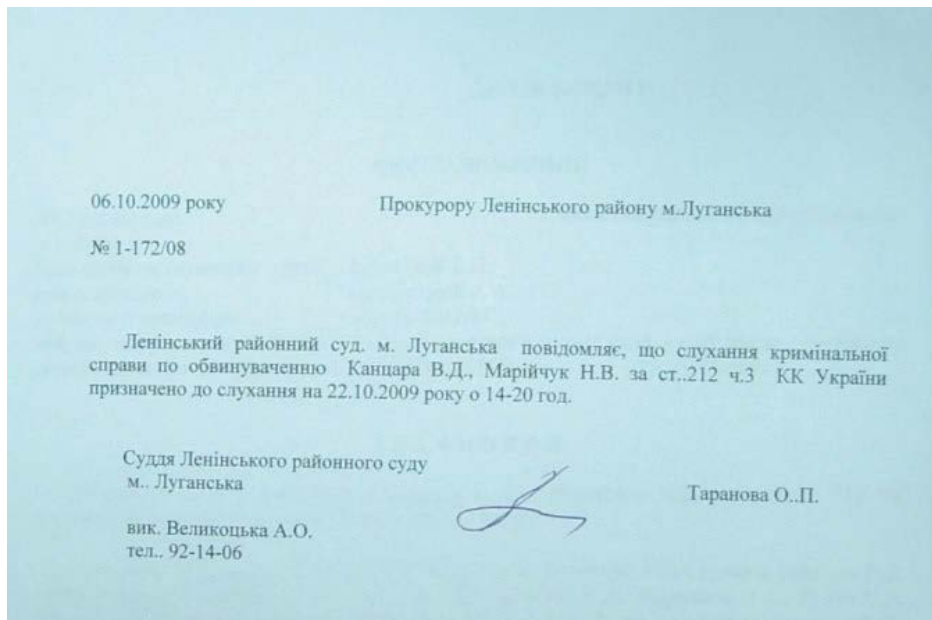 06.10.2009 року
Прокурору Ленінського району м.Луганська
№ 1-172/08
Ленінський районний суд. м. Луганська повідомляє, що слухання кримінальної
справи по обвинуваченню Канцара В.Д., Марійчук Н.В. за ст..212 ч.3 КК України
призначено до слухання на 22.10.2009 року о 14-20 год.
Суддя Ленінського районного суду
м.. Луганська
Таранова О..П.
вик. Великоцька А.О.
тел.. 92-14-06